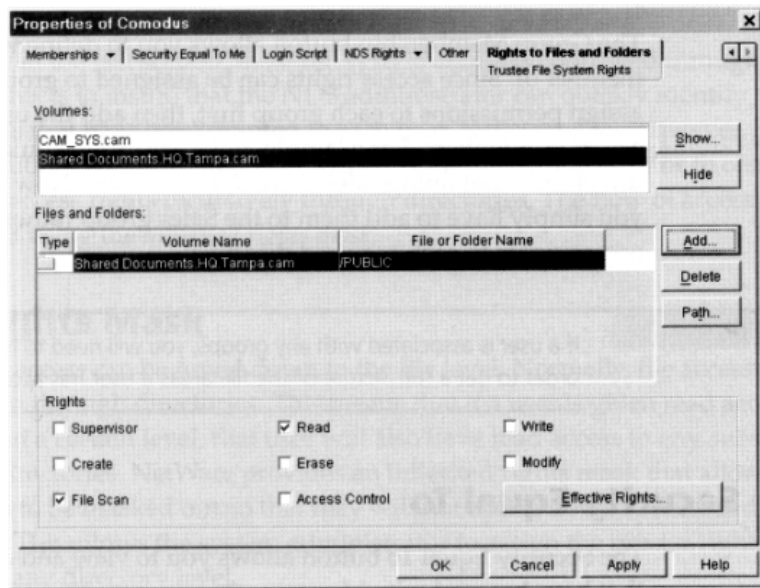 Properties of Comodus
Memberships
Security Equal To Me
Login Script
NDS Rights
Other
Rights to Files and Folders
Trustee File System Rights
Volumes:
CAM_SYS.cam
Shared Documents.HQ.Tampa.cam
Show...
Hide
Files and Folders:
Type Volume Name File or Folder Name
Shared Documents.HQ.Tampa.cam /PUBLIC
Add...
Delete
Path...
Rights
Supervisor Read Write
Create Erase Modify
File Scan Access Control Effective Rights...
OK Cancel Apply Help